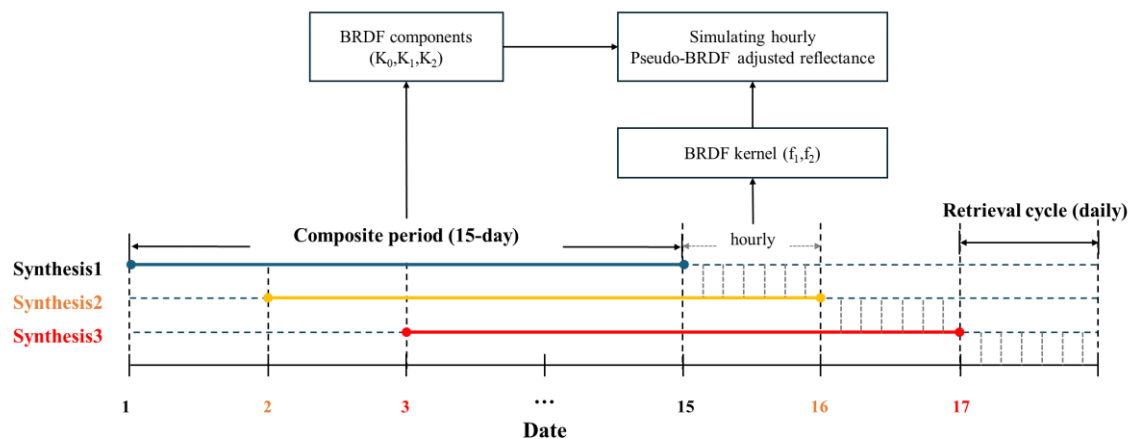 BRDF components
(K₀,K₁,K₂)
Simulating hourly
Pseudo-BRDF adjusted reflectance
BRDF kernel (f₁,f₂)
Composite period (15-day)
hourly
Retrieval cycle (daily)
Synthesis1
Synthesis2
Synthesis3
1 2 3 ... 15 16 17
Date